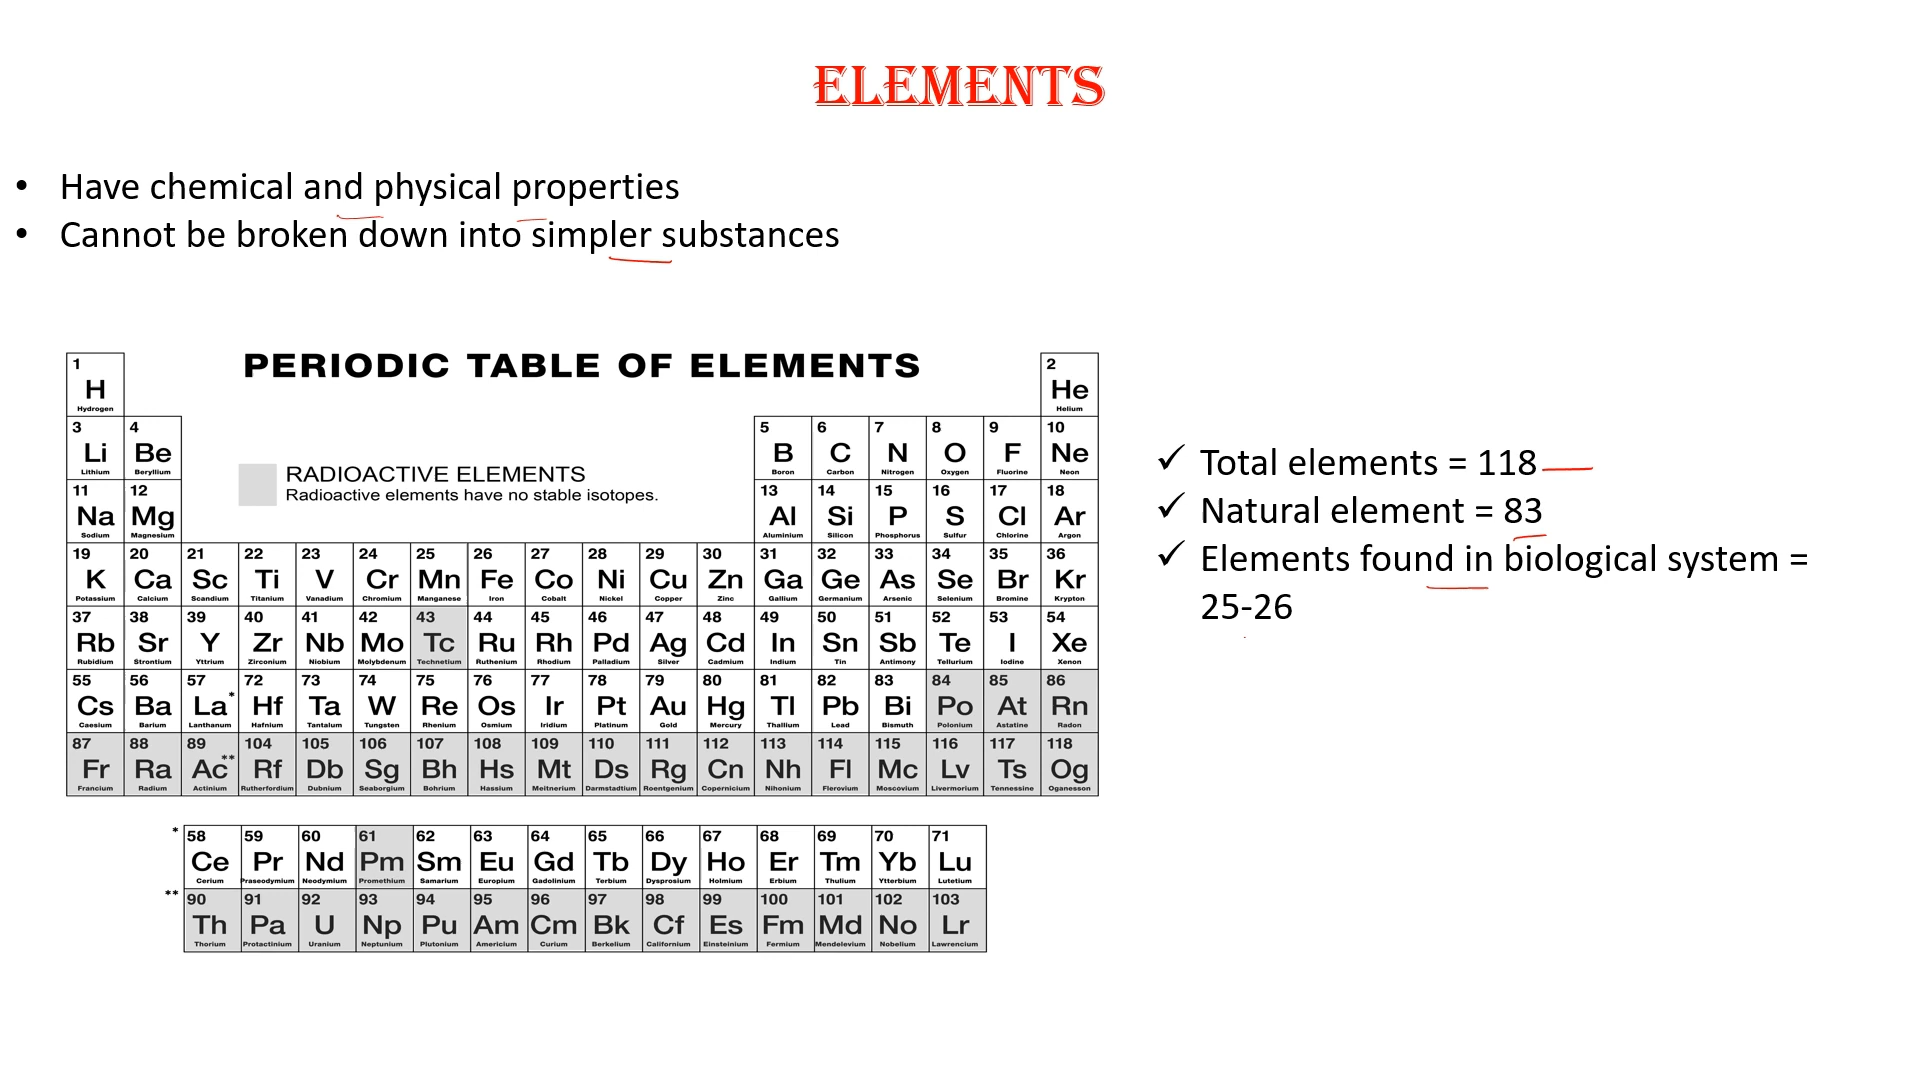 ELEMENTS
• Have chemical and physical properties
• Cannot be broken down into simpler substances
PERIODIC TABLE OF ELEMENTS
RADIOACTIVE ELEMENTS
Radioactive elements have no stable isotopes.
1 2
H He
Hydrogen Helium
3 4 5 6 7 8 9 10
Li Be B C N O F Ne
Lithium Beryllium Boron Carbon Nitrogen Oxygen Fluorine Neon
11 12 13 14 15 16 17 18
Na Mg Al Si P S Cl Ar
Sodium Magnesium Aluminium Silicon Phosphorus Sulfur Chlorine Argon
19 20 21 22 23 24 25 26 27 28 29 30 31 32 33 34 35 36
K Ca Sc Ti V Cr Mn Fe Co Ni Cu Zn Ga Ge As Se Br Kr
Potassium Calcium Scandium Titanium Vanadium Chromium Manganese Iron Cobalt Nickel Copper Zinc Gallium Germanium Arsenic Selenium Bromine Krypton
37 38 39 40 41 42 43 44 45 46 47 48 49 50 51 52 53 54
Rb Sr Y Zr Nb Mo Tc Ru Rh Pd Ag Cd In Sn Sb Te I Xe
Rubidium Strontium Yttrium Zirconium Niobium Molybdenum Technetium Ruthenium Rhodium Palladium Silver Cadmium Indium Tin Antimony Tellurium Iodine Xenon
55 56 57 72 73 74 75 76 77 78 79 80 81 82 83 84 85 86
Cs Ba La* Hf Ta W Re Os Ir Pt Au Hg Tl Pb Bi Po At Rn
Caesium Barium Lanthanum Hafnium Tantalum Tungsten Rhenium Osmium Iridium Platinum Gold Mercury Thallium Lead Bismuth Polonium Astatine Radon
87 88 89 104 105 106 107 108 109 110 111 112 113 114 115 116 117 118
Fr Ra Ac** Rf Db Sg Bh Hs Mt Ds Rg Cn Nh Fl Mc Lv Ts Og
Francium Radium Actinium Rutherfordium Dubnium Seaborgium Bohrium Hassium Meitnerium Darmstadtium Roentgenium Copernicium Nihonium Flerovium Moscovium Livermorium Tennessine Oganesson
* 58 59 60 61 62 63 64 65 66 67 68 69 70 71
Ce Pr Nd Pm Sm Eu Gd Tb Dy Ho Er Tm Yb Lu
Cerium Praseodymium Neodymium Promethium Samarium Europium Gadolinium Terbium Dysprosium Holmium Erbium Thulium Ytterbium Lutetium
** 90 91 92 93 94 95 96 97 98 99 100 101 102 103
Th Pa U Np Pu Am Cm Bk Cf Es Fm Md No Lr
Thorium Protactinium Uranium Neptunium Plutonium Americium Curium Berkelium Californium Einsteinium Fermium Mendelevium Nobelium Lawrencium
✓ Total elements = 118
✓ Natural element = 83
✓ Elements found in biological system =
25-26